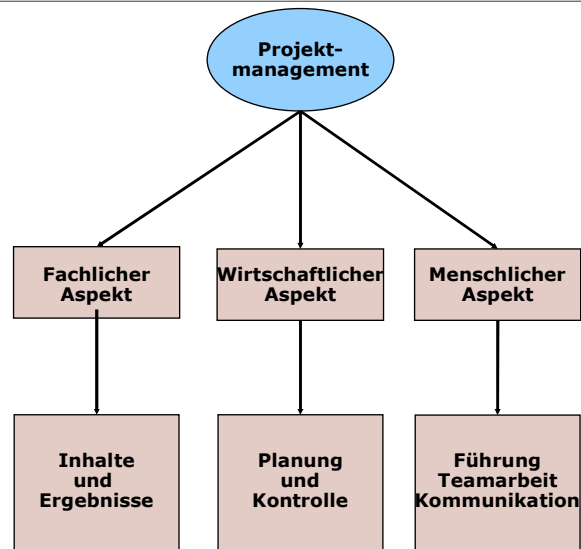 Projekt-
management
Fachlicher
Aspekt
Wirtschaftlicher
Aspekt
Menschlicher
Aspekt
Inhalte
und
Ergebnisse
Planung
und
Kontrolle
Führung
Teamarbeit
Kommunikation